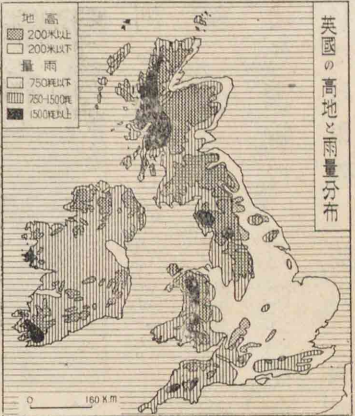 英國の高地と雨量分布
地高
200米以上
200米以下
量雨
750粍以下
750-1500粍
1500粍以上
0 160 K.m